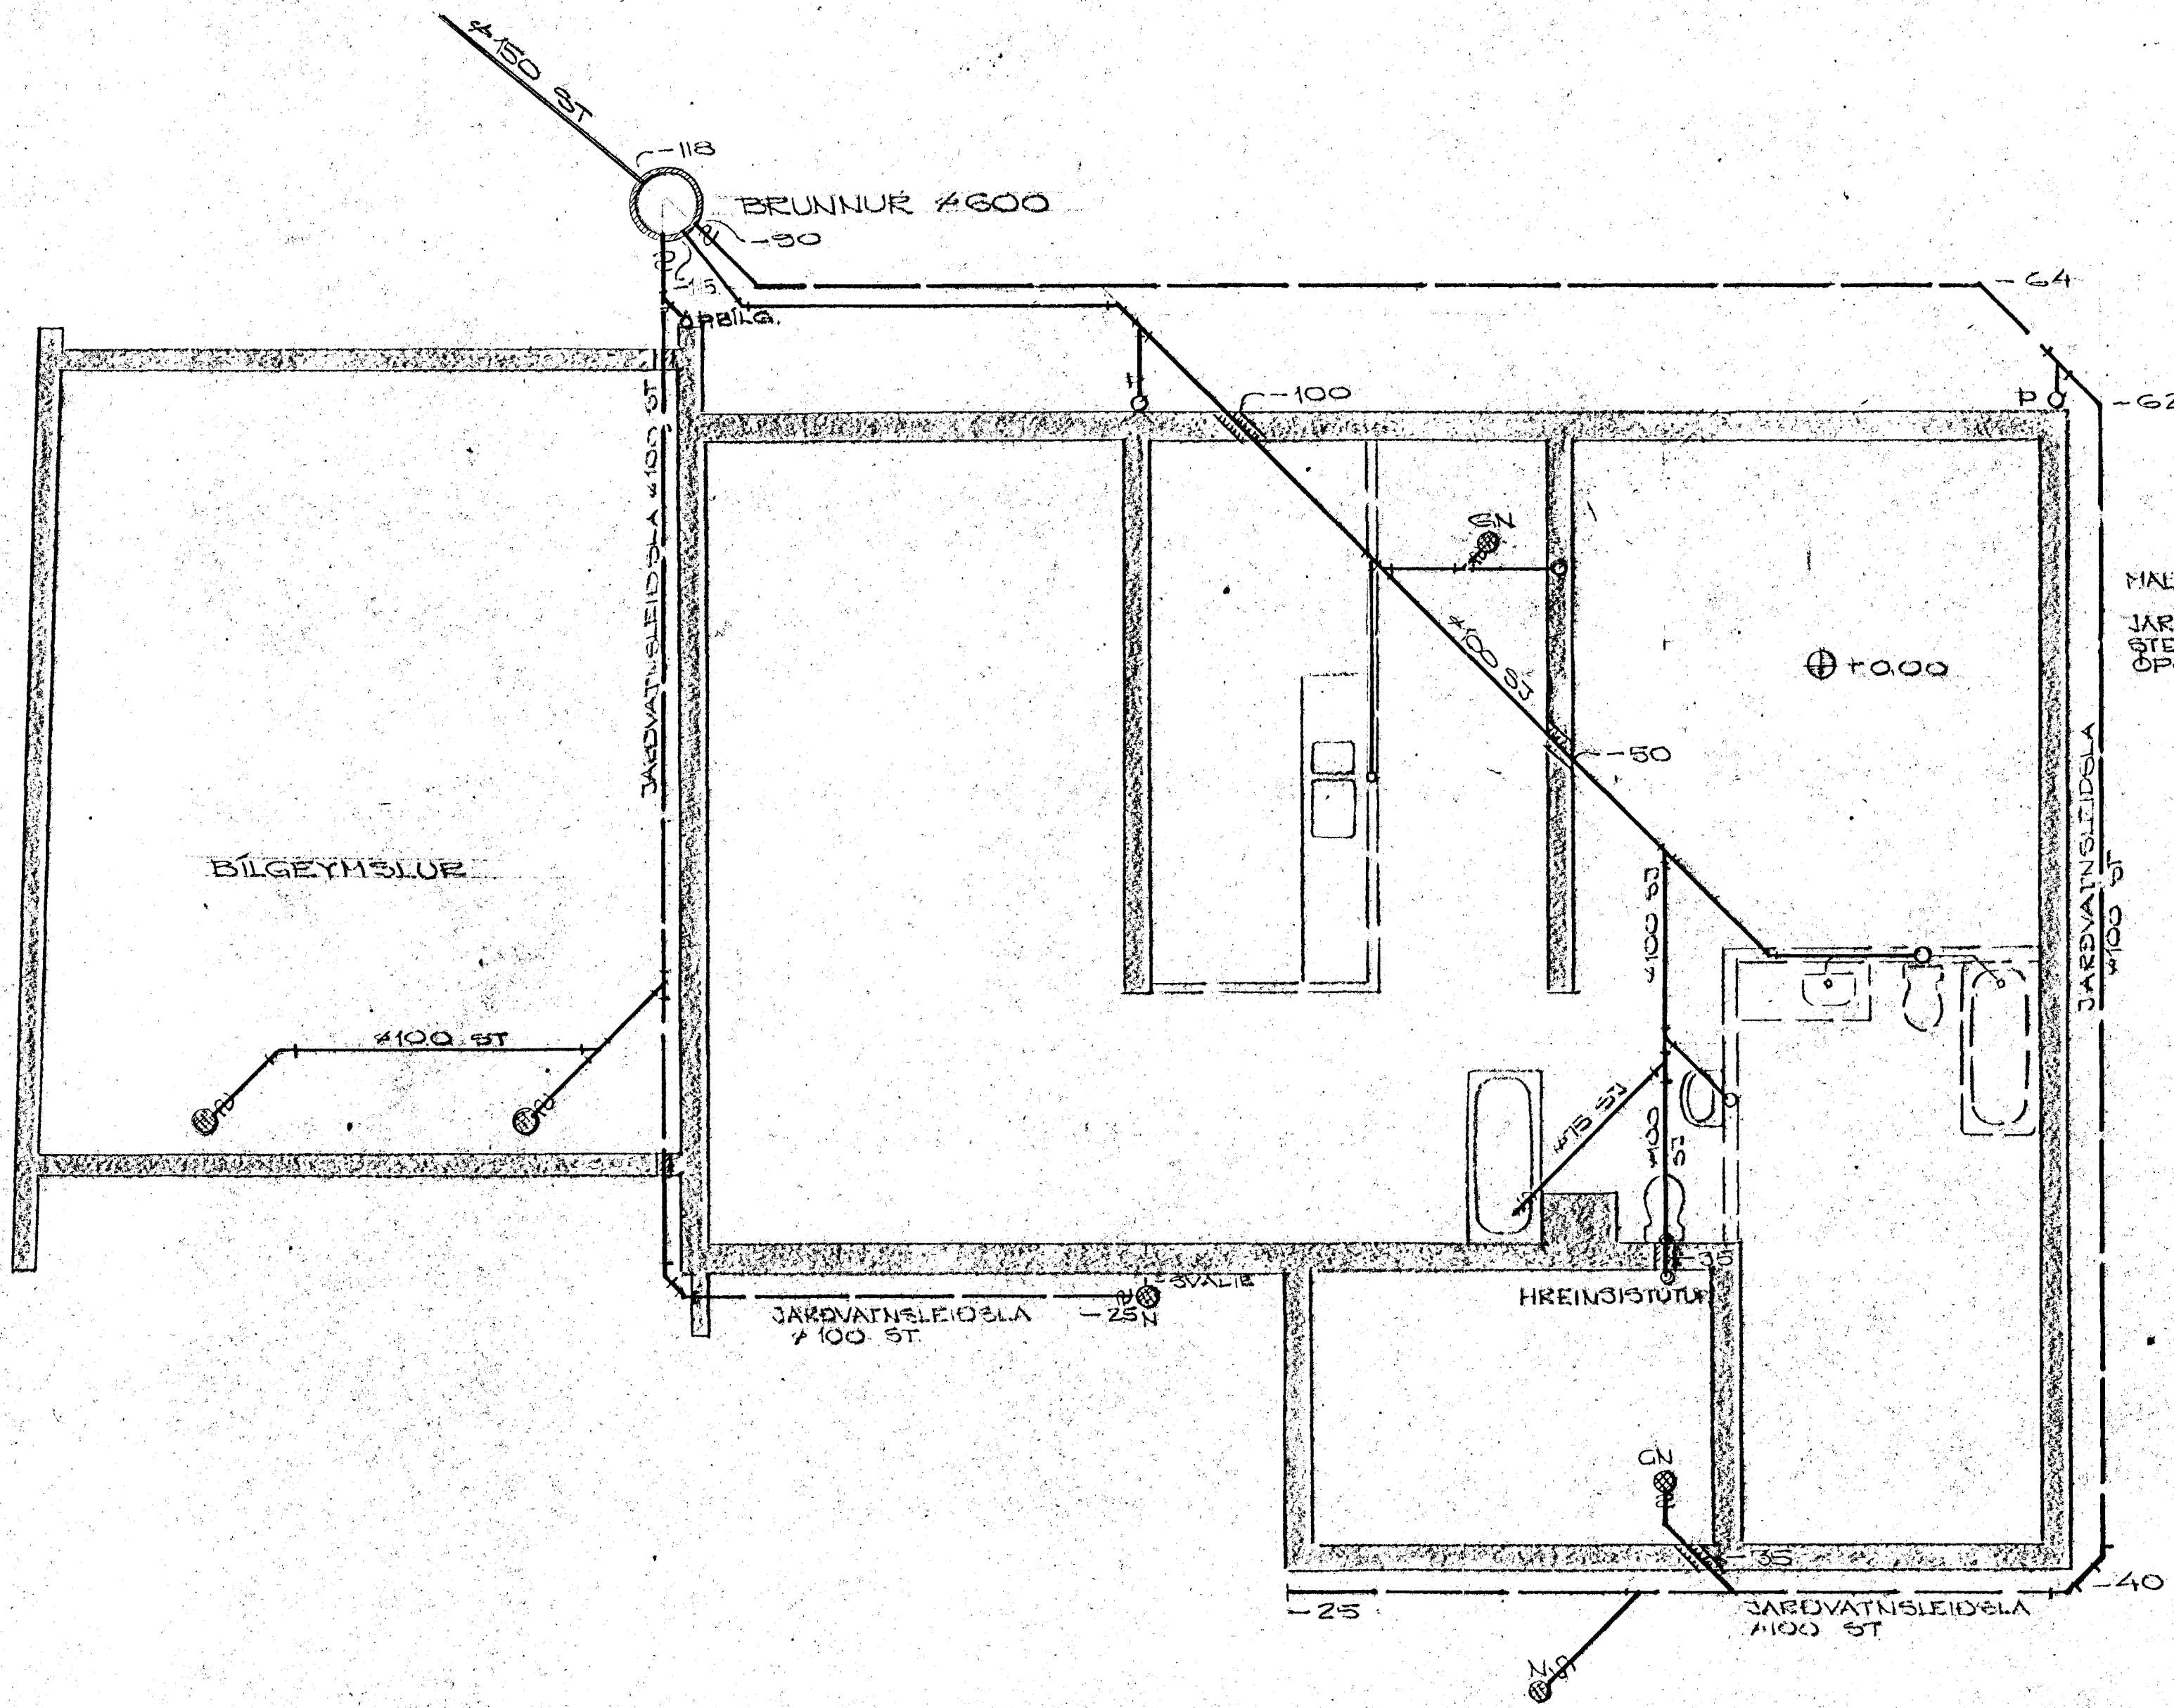 ⌀150 ST
-118
BRUNNUR ⌀600
-90
-115
-64
Þ BÍLG.
Þ
-100
Þ
-62
JARÐVATNSLEIÐSLA ⌀100 ST
GN
⌀100 SJ
JAR
+0.00
-50
BÍLGEYMSLUR
⌀100 SJ
JARÐVATNSLEIÐSLA
⌀100 ST
⌀100 ST
⌀75 SJ
⌀100
SJ
-35
SVALIR
HREINSISTÚTUR
JARÐVATNSLEIÐSLA
⌀100 ST.
-25
N
GN
-35
-40
-25
JARÐVATNSLEIÐSLA
⌀100 ST
N